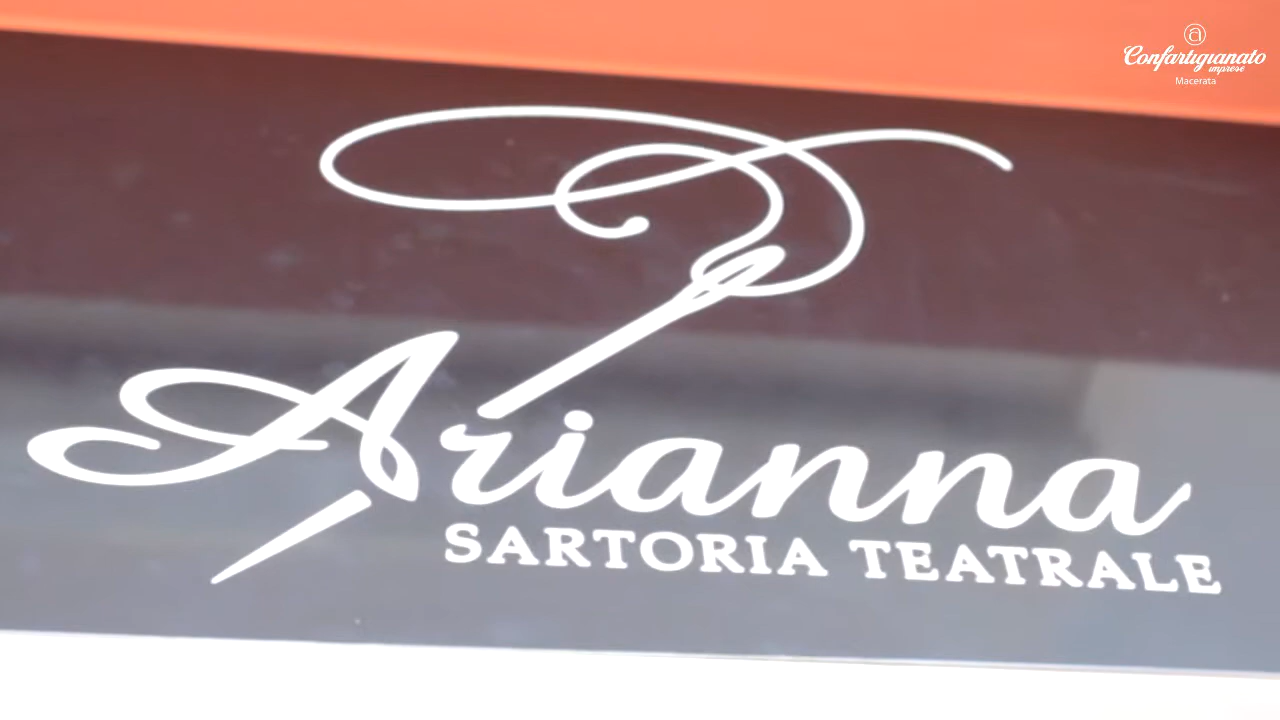 Confartigianato
imprese
Macerata
Arianna
SARTORIA TEATRALE